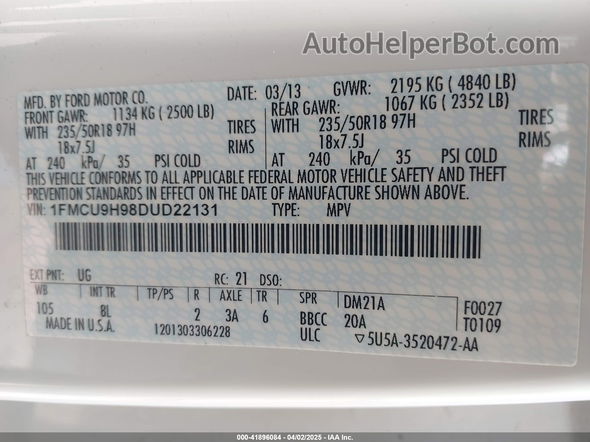 AutoHelperBot.com
MFD. BY FORD MOTOR CO.
DATE: 03/13 GVWR: 2195 KG ( 4840 LB)
FRONT GAWR: 1134 KG ( 2500 LB) REAR GAWR: 1067 KG ( 2352 LB)
WITH 235/50R18 97H TIRES WITH 235/50R18 97H TIRES
18x7.5J RIMS 18x7.5J RIMS
AT 240 kPa/ 35 PSI COLD AT 240 kPa/ 35 PSI COLD
THIS VEHICLE CONFORMS TO ALL APPLICABLE FEDERAL MOTOR VEHICLE SAFETY AND THEFT
PREVENTION STANDARDS IN EFFECT ON THE DATE OF MANUFACTURE SHOWN ABOVE.
VIN: 1FMCU9H98DUD22131 TYPE: MPV
EXT PNT: UG RC: 21 DSO:
WB INT TR TP/PS R AXLE TR SPR DM21A F0027
105 8L 2 3A 6 BBCC 20A T0109
MADE IN U.S.A. 1201303306228 ULC ▽5U5A-3520472-AA
000-41896084 - 04/02/2025 - IAA Inc.